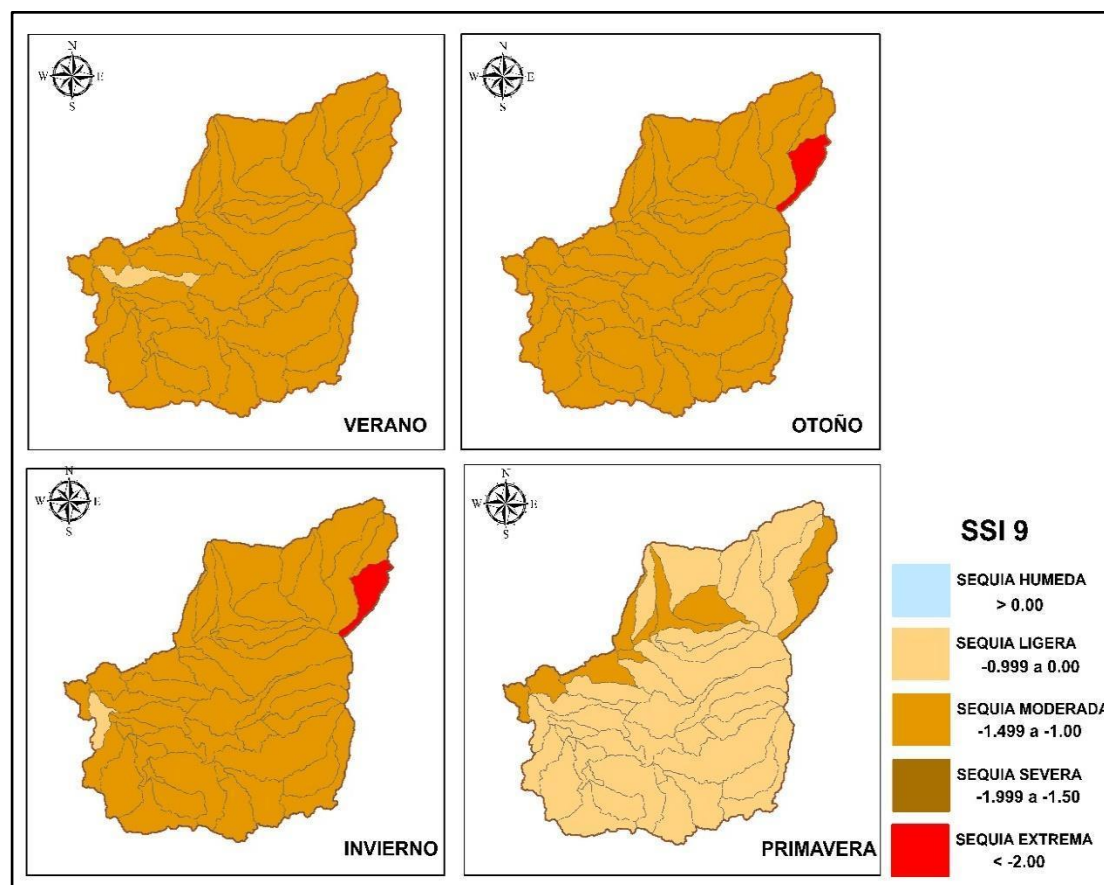 N
W E
S
VERANO
N
W E
S
OTOÑO
N
W E
S
INVIERNO
N
W E
S
PRIMAVERA
SSI 9
SEQUIA HUMEDA
> 0.00
SEQUIA LIGERA
-0.999 a 0.00
SEQUIA MODERADA
-1.499 a -1.00
SEQUIA SEVERA
-1.999 a -1.50
SEQUIA EXTREMA
< -2.00